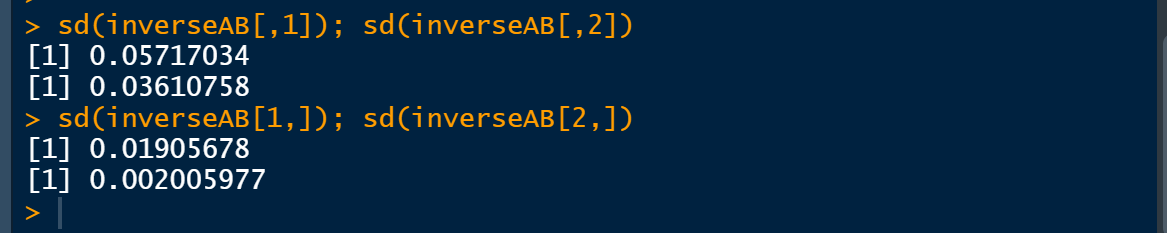 > sd(inverseAB[,1]); sd(inverseAB[,2])
[1] 0.05717034
[1] 0.03610758
> sd(inverseAB[1,]); sd(inverseAB[2,])
[1] 0.01905678
[1] 0.002005977
>